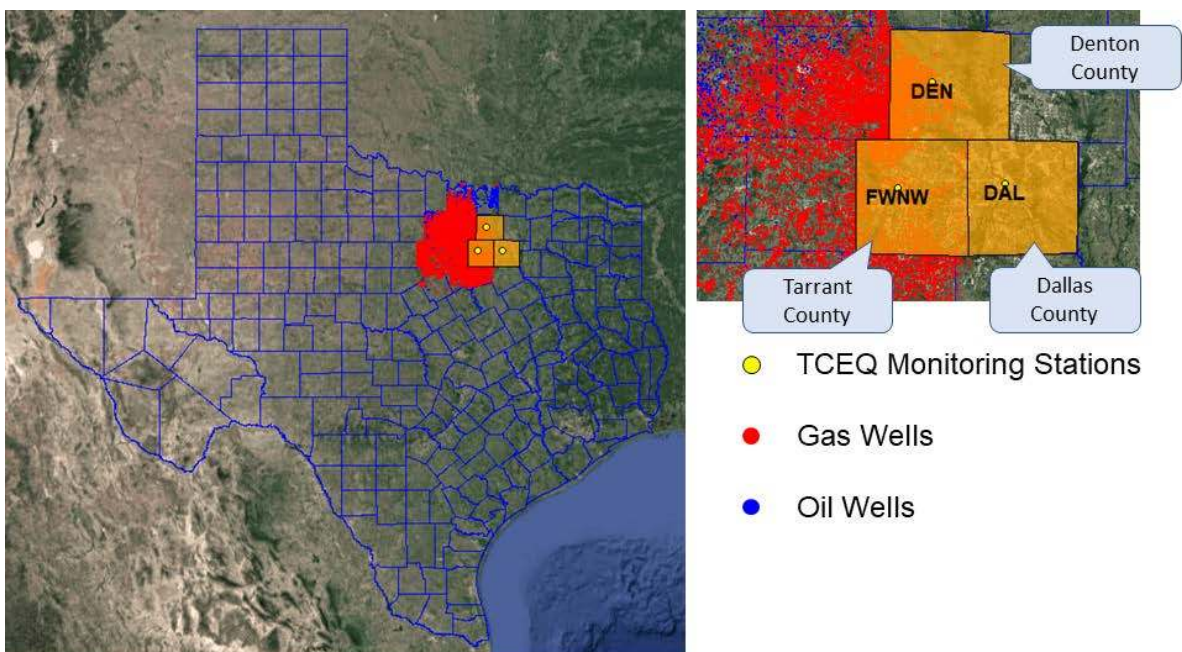 Denton
County
DEN
FWNW
DAL
Tarrant
County
Dallas
County
TCEQ Monitoring Stations
Gas Wells
Oil Wells